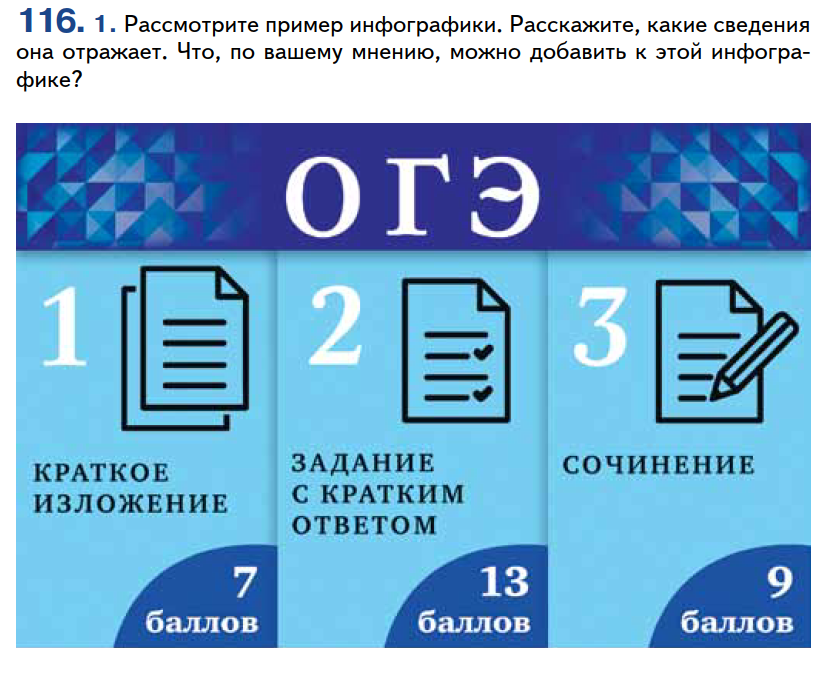 116. 1. Рассмотрите пример инфографики. Расскажите, какие сведения
она отражает. Что, по вашему мнению, можно добавить к этой инфогра-
фике?
ОГЭ
1
КРАТКОЕ
ИЗЛОЖЕНИЕ
7
баллов
2
ЗАДАНИЕ
С КРАТКИМ
ОТВЕТОМ
13
баллов
3
СОЧИНЕНИЕ
9
баллов